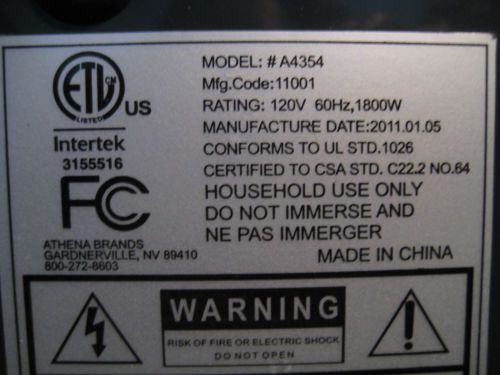 MODEL: # A4354
Mfg.Code:11001
RATING: 120V 60Hz,1800W
MANUFACTURE DATE:2011.01.05
CONFORMS TO UL STD.1026
CERTIFIED TO CSA STD. C22.2 NO.64
HOUSEHOLD USE ONLY
DO NOT IMMERSE AND
NE PAS IMMERGER
MADE IN CHINA
ETL CM
LISTED
US
Intertek
3155516
FC
ATHENA BRANDS
GARDNERVILLE, NV 89410
800-272-8603
WARNING
RISK OF FIRE OR ELECTRIC SHOCK
DO NOT OPEN